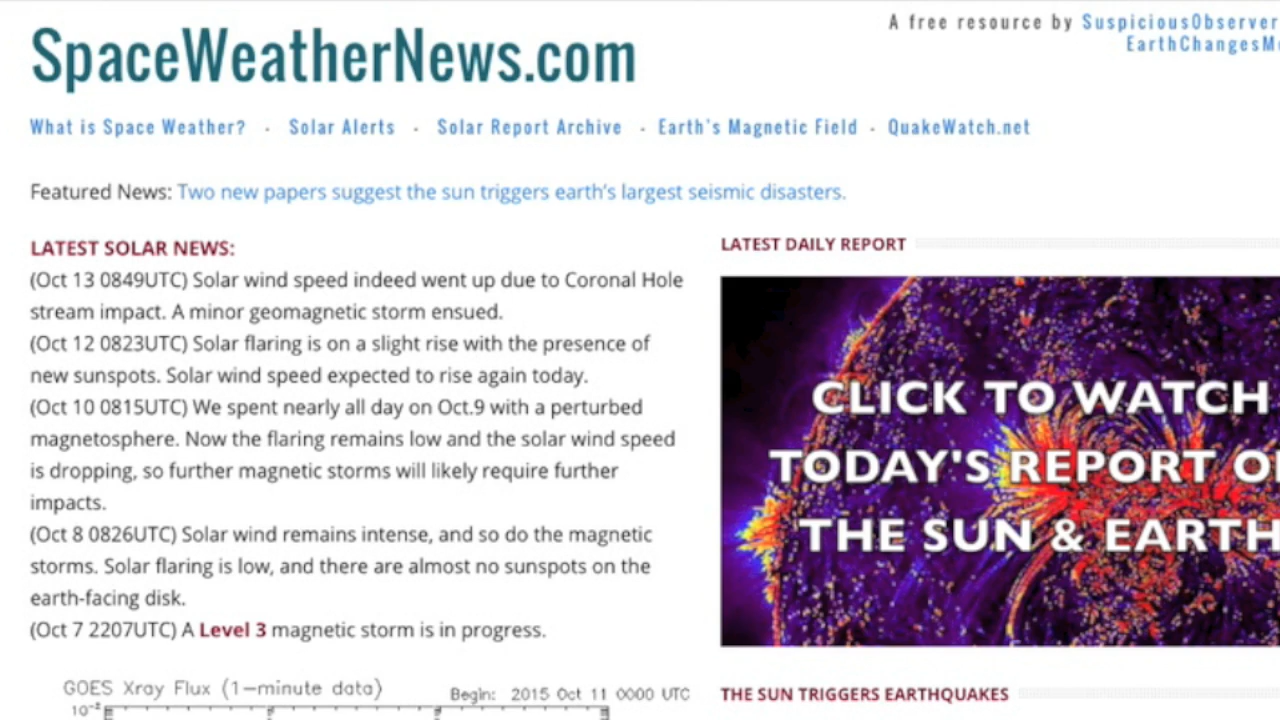 SpaceWeatherNews.com
A free resource by SuspiciousObserver
EarthChangesM
What is Space Weather? · Solar Alerts · Solar Report Archive · Earth's Magnetic Field · QuakeWatch.net
Featured News: Two new papers suggest the sun triggers earth's largest seismic disasters.
LATEST SOLAR NEWS:
(Oct 13 0849UTC) Solar wind speed indeed went up due to Coronal Hole
stream impact. A minor geomagnetic storm ensued.
(Oct 12 0823UTC) Solar flaring is on a slight rise with the presence of
new sunspots. Solar wind speed expected to rise again today.
(Oct 10 0815UTC) We spent nearly all day on Oct.9 with a perturbed
magnetosphere. Now the flaring remains low and the solar wind speed
is dropping, so further magnetic storms will likely require further
impacts.
(Oct 8 0826UTC) Solar wind remains intense, and so do the magnetic
storms. Solar flaring is low, and there are almost no sunspots on the
earth-facing disk.
(Oct 7 2207UTC) A Level 3 magnetic storm is in progress.
GOES Xray Flux (1-minute data)
Begin: 2015 Oct 11 0000 UTC
10-2
LATEST DAILY REPORT
CLICK TO WATCH
TODAY'S REPORT O
THE SUN & EARTH
THE SUN TRIGGERS EARTHQUAKES